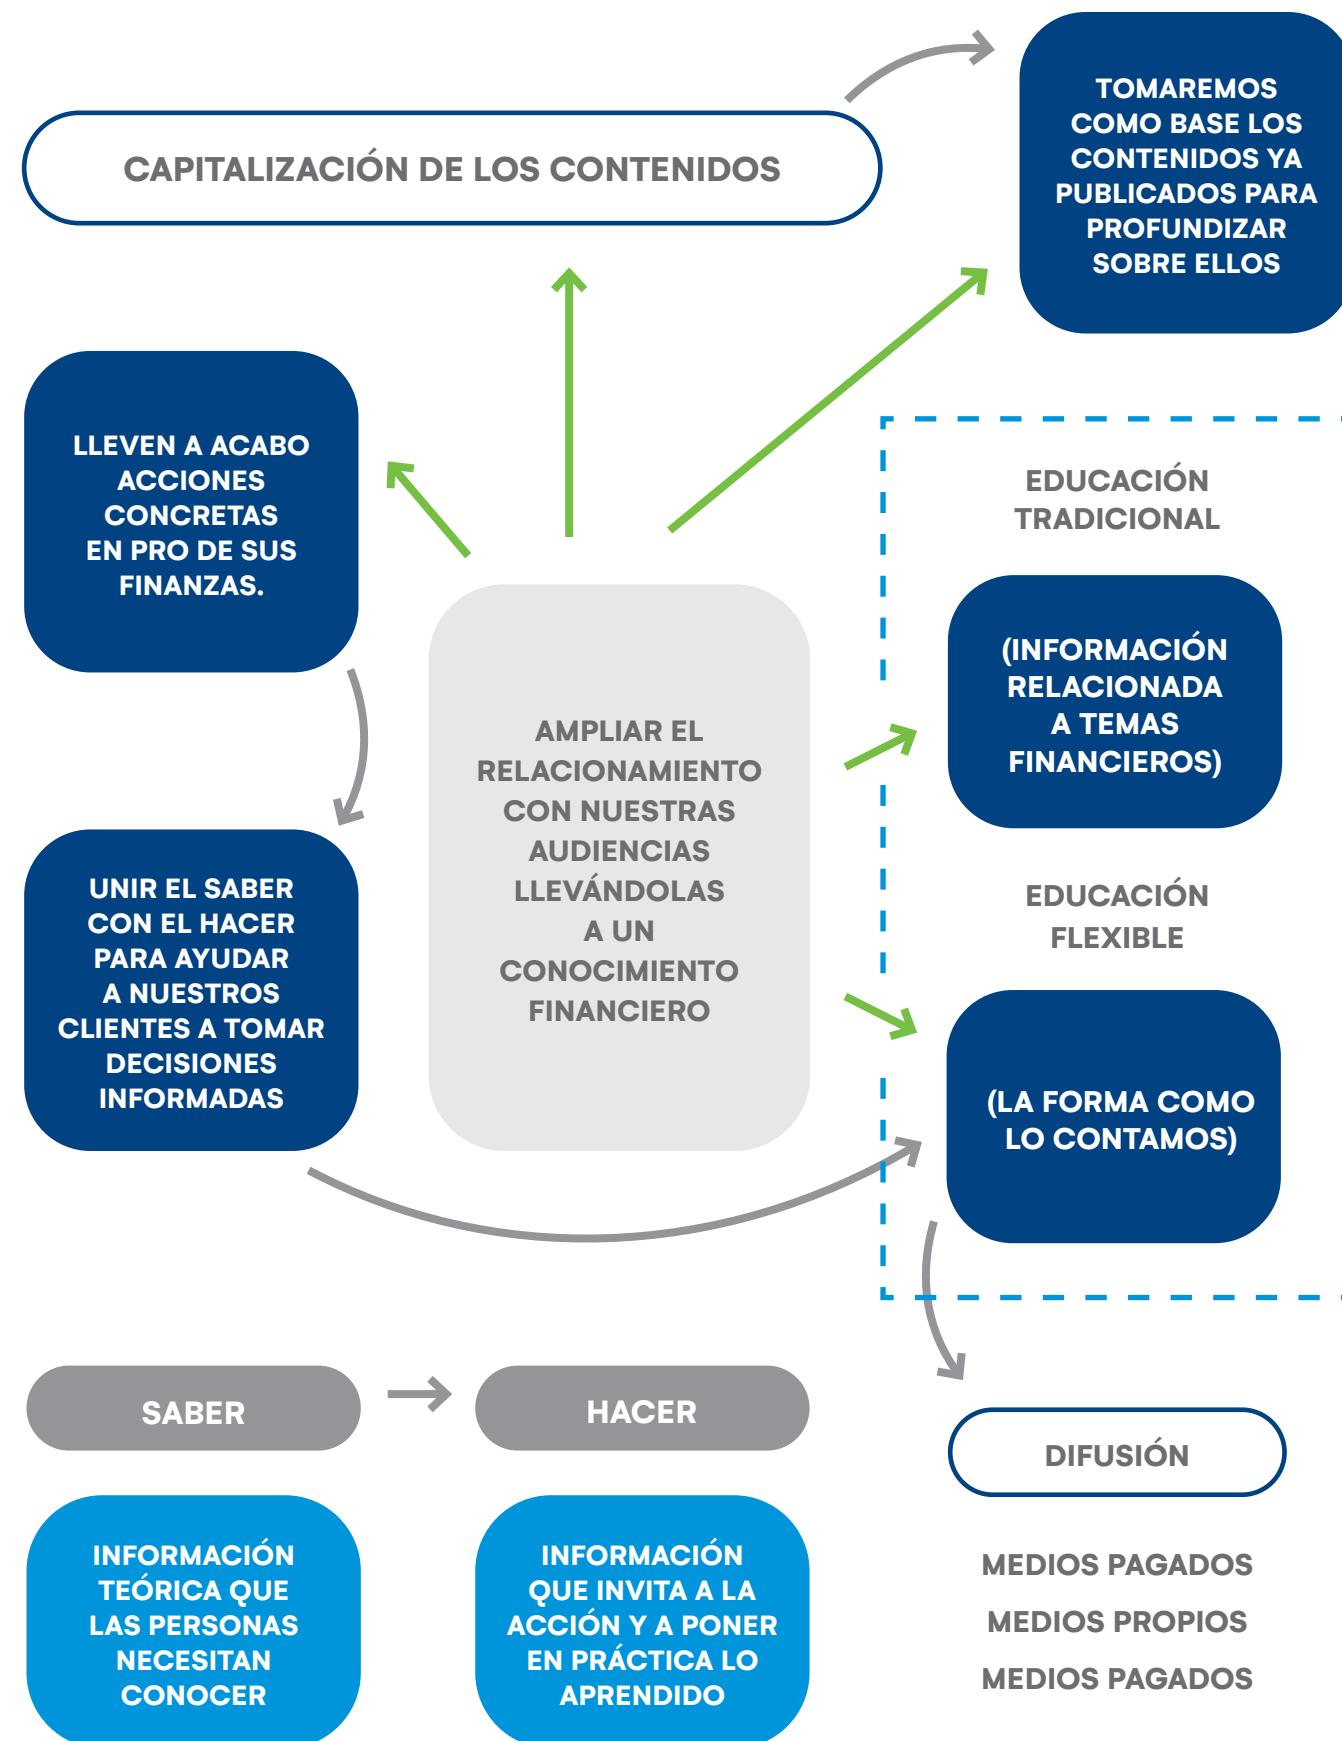 CAPITALIZACIÓN DE LOS CONTENIDOS
TOMAREMOS
COMO BASE LOS
CONTENIDOS YA
PUBLICADOS PARA
PROFUNDIZAR
SOBRE ELLOS
LLEVEN A ACABO
ACCIONES
CONCRETAS
EN PRO DE SUS
FINANZAS.
UNIR EL SABER
CON EL HACER
PARA AYUDAR
A NUESTROS
CLIENTES A TOMAR
DECISIONES
INFORMADAS
AMPLIAR EL
RELACIONAMIENTO
CON NUESTRAS
AUDIENCIAS
LLEVÁNDOLAS
A UN
CONOCIMIENTO
FINANCIERO
EDUCACIÓN
TRADICIONAL
(INFORMACIÓN
RELACIONADA
A TEMAS
FINANCIEROS)
EDUCACIÓN
FLEXIBLE
(LA FORMA COMO
LO CONTAMOS)
SABER
HACER
INFORMACIÓN
TEÓRICA QUE
LAS PERSONAS
NECESITAN
CONOCER
INFORMACIÓN
QUE INVITA A LA
ACCIÓN Y A PONER
EN PRÁCTICA LO
APRENDIDO
DIFUSIÓN
MEDIOS PAGADOS
MEDIOS PROPIOS
MEDIOS PAGADOS